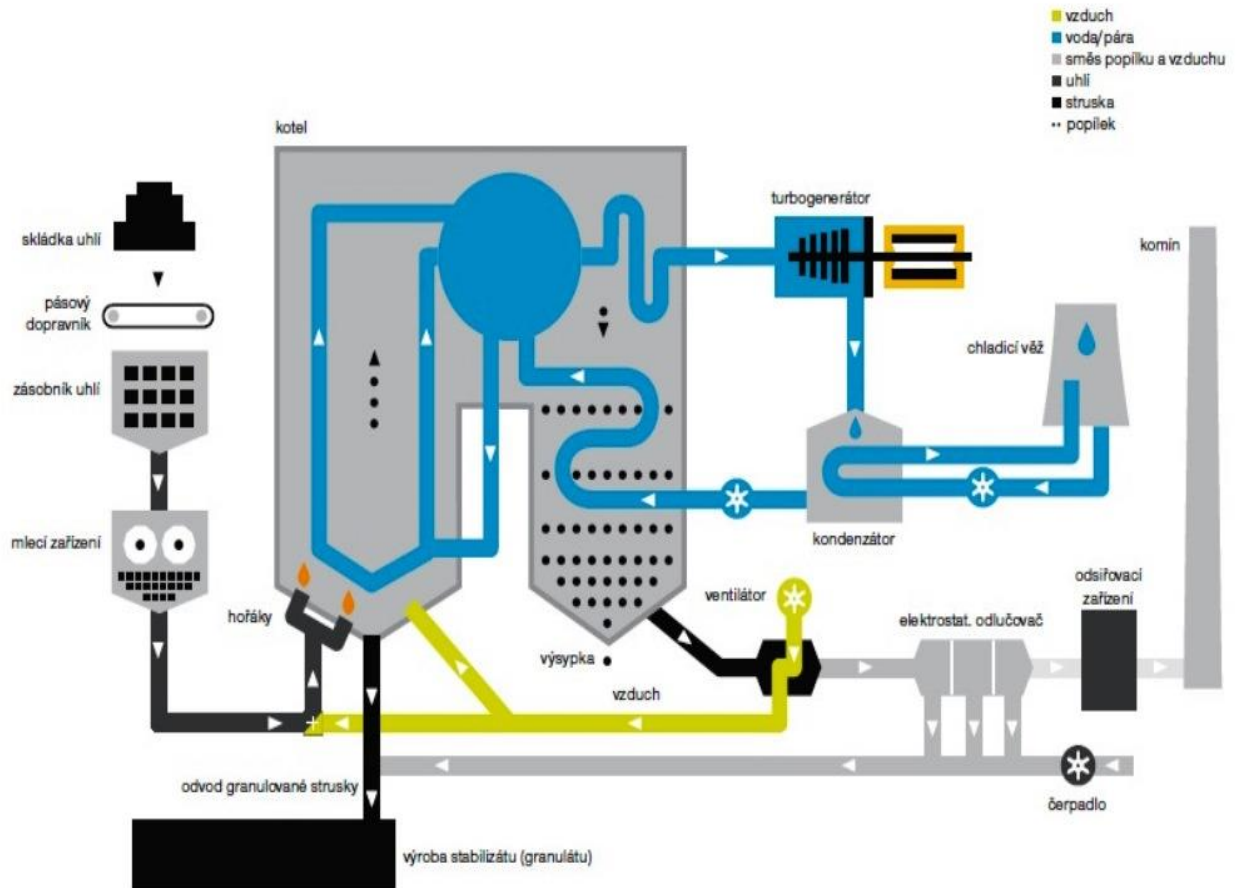 vzduch
voda/pára
směs popílku a vzduchu
uhlí
struska
popílek
kotel
turbogenerátor
komín
skládka uhlí
pásový
dopravník
chladicí věž
zásobník uhlí
mlecí zařízení
kondenzátor
odsiřovací
zařízení
ventilátor
hořáky
elektrostat. odlučovač
výsypka
vzduch
odvod granulované strusky
čerpadlo
výroba stabilizátu (granulátu)